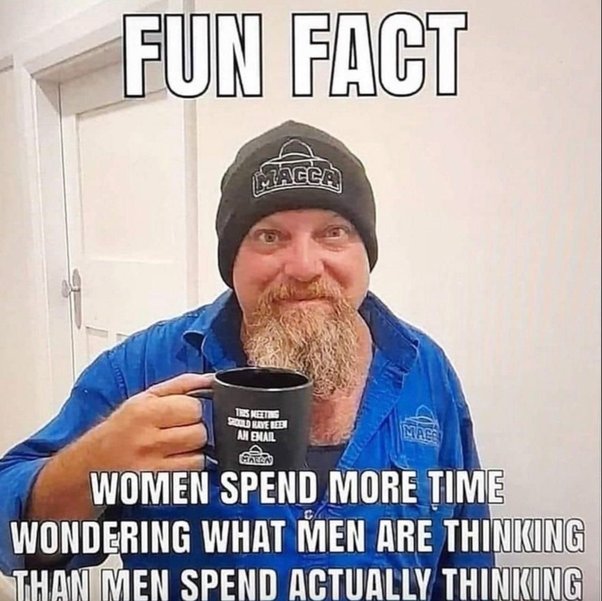 FUN FACT
MACCA
THIS MEETING
SHOULD HAVE BEEN
AN EMAIL
MACCA
MACCA
WOMEN SPEND MORE TIME
WONDERING WHAT MEN ARE THINKING
THAN MEN SPEND ACTUALLY THINKING